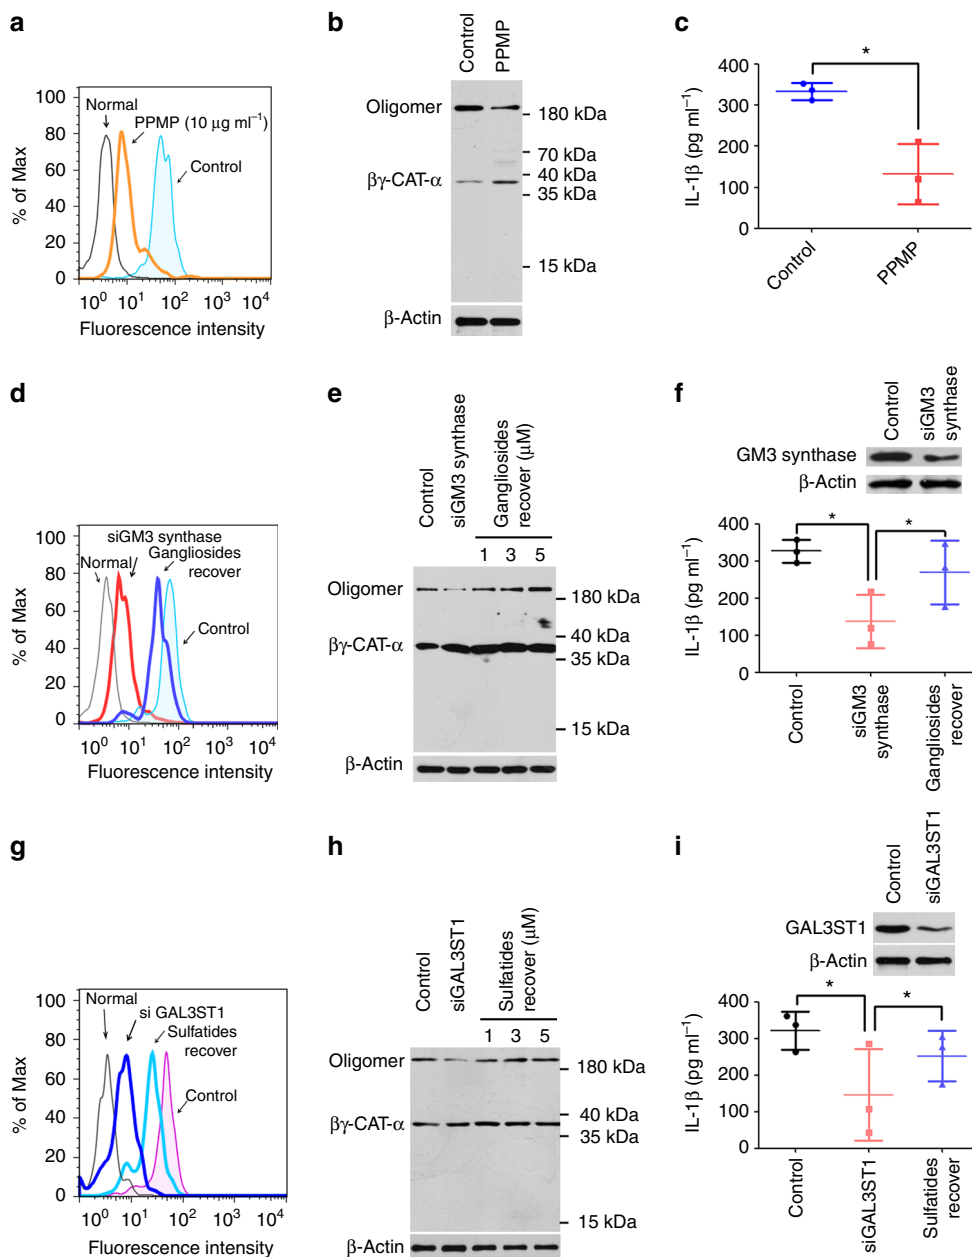 a
100
80
60
40
20
0
% of Max
Normal
PPMP (10 μg ml⁻¹)
Control
10⁰ 10¹ 10² 10³ 10⁴
Fluorescence intensity
b
Control
PPMP
Oligomer
βγ-CAT-α
180 kDa
70 kDa
40 kDa
35 kDa
15 kDa
β-Actin
c
*
400
300
200
100
0
IL-1β (pg ml⁻¹)
Control
PPMP
d
100
80
60
40
20
0
% of Max
siGM3 synthase
Normal
Gangliosides
recover
Control
10⁰ 10¹ 10² 10³ 10⁴
Fluorescence intensity
e
Control
siGM3 synthase
Gangliosides
recover (μM)
1 3 5
Oligomer
βγ-CAT-α
180 kDa
40 kDa
35 kDa
15 kDa
β-Actin
f
Control
siGM3
synthase
GM3 synthase
β-Actin
* *
400
300
200
100
0
IL-1β (pg ml⁻¹)
Control
siGM3
synthase
Gangliosides
recover
g
100
80
60
40
20
0
% of Max
Normal
si GAL3ST1
Sulfatides
recover
Control
10⁰ 10¹ 10² 10³ 10⁴
Fluorescence intensity
h
Control
siGAL3ST1
Sulfatides
recover (μM)
1 3 5
Oligomer
βγ-CAT-α
180 kDa
40 kDa
35 kDa
15 kDa
β-Actin
i
Control
siGAL3ST1
GAL3ST1
β-Actin
* *
400
300
200
100
0
IL-1β (pg ml⁻¹)
Control
siGAL3ST1
Sulfatides
recover